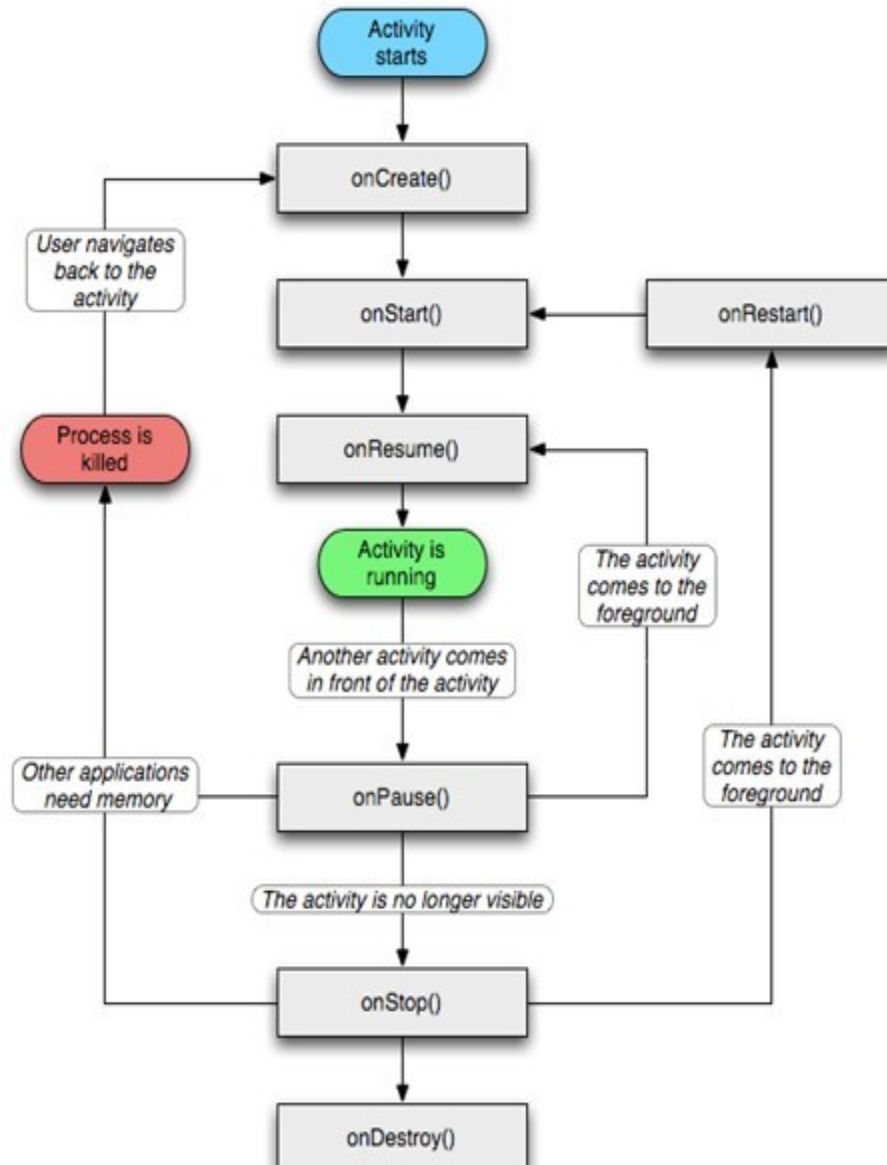 Activity
starts
onCreate()
User navigates
back to the
activity
onStart()
onRestart()
Process is
killed
onResume()
Activity is
running
The activity
comes to the
foreground
Another activity comes
in front of the activity
The activity
comes to the
foreground
Other applications
need memory
onPause()
The activity is no longer visible
onStop()
onDestroy()